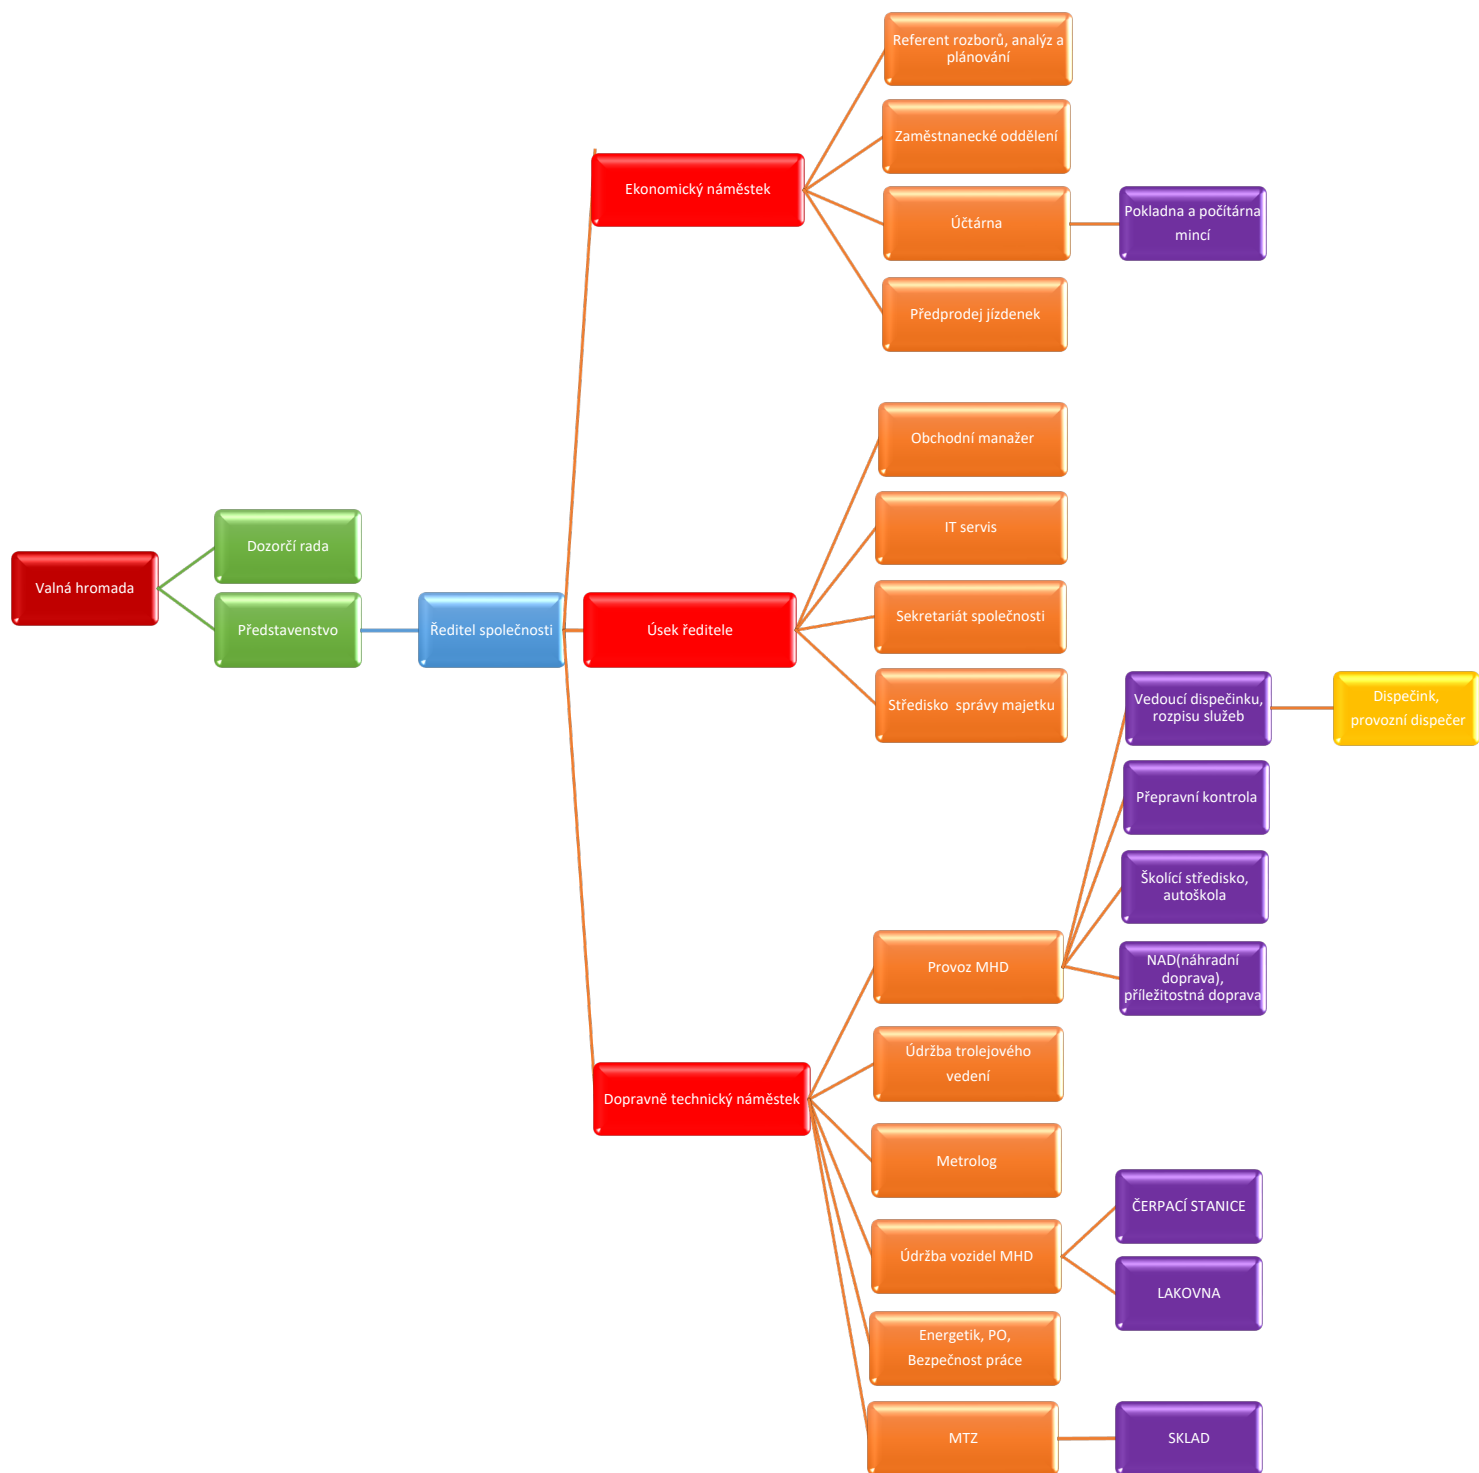 Referent rozborů, analýz a
plánování
Zaměstnanecké oddělení
Ekonomický náměstek
Účtárna
Pokladna a počítárna
mincí
Předprodej jízdenek
Obchodní manažer
IT servis
Dozorčí rada
Valná hromada
Představenstvo
Ředitel společnosti
Úsek ředitele
Sekretariát společnosti
Středisko  správy majetku
Vedoucí dispečinku,
rozpisu služeb
Dispečink,
provozní dispečer
Přepravní kontrola
Školící středisko,
autoškola
Provoz MHD
NAD(náhradní
doprava),
příležitostná doprava
Údržba trolejového
vedení
Dopravně technický náměstek
Metrolog
ČERPACÍ STANICE
Údržba vozidel MHD
LAKOVNA
Energetik, PO,
Bezpečnost práce
MTZ
SKLAD